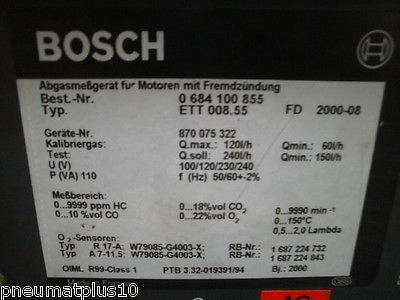 BOSCH
Abgasmeßgerät für Motoren mit Fremdzündung
Best.-Nr. 0 684 100 855
Typ. ETT 008.55 FD 2000-08
Geräte-Nr. 870 075 322
Kalibriergas: Q.max.: 120l/h Qmin.: 60l/h
Test: Q.soll: 240l/h Qmin.: 150l/h
U (V) 100/120/230/240
P (VA) 110 f (Hz) 50/60+-2%
Meßbereich:
0...9999 ppm HC 0...18%vol CO 0...9990 min⁻¹
0...10 %vol CO 0...22%vol O₂ 0...150°C
0,5...2,0 Lambda
O₂-Sensoren:
Typ R 17-A: W79085-G4003-X; RB-Nr.: 1 687 224 732
Typ A 7-11.5: W79085-G4003-X; RB-Nr.: 1 687 224 843
OIML R99-Class 1 PTB 3.32-019391/94 Bj.: 2000
© pneumatplus10